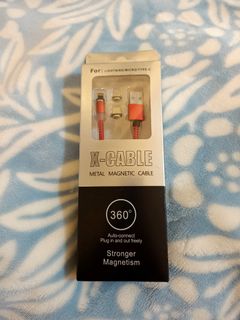 For: LIGHTNING/MICRO/TYPE-C
X-CABLE
METAL MAGNETIC CABLE
360°
Auto-connect
Plug in and out freely
Stronger
Magnetism